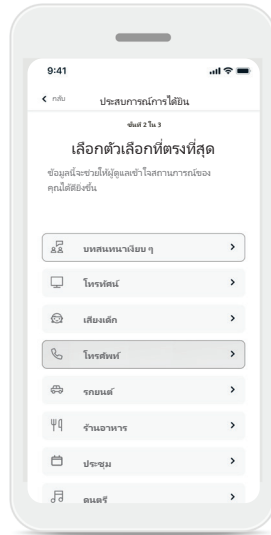 9:41
กลับ
ประสบการณ์การได้ยิน
ขั้นที่ 2 ใน 3
เลือกตัวเลือกที่ตรงที่สุด
ข้อมูลนี้จะช่วยให้ผู้ดูแลเข้าใจสถานการณ์ของ
คุณได้ดียิ่งขึ้น
บทสนทนาเงียบ ๆ
โทรทัศน์
เสียงเด็ก
โทรศัพท์
รถยนต์
ร้านอาหาร
ประชุม
ดนตรี